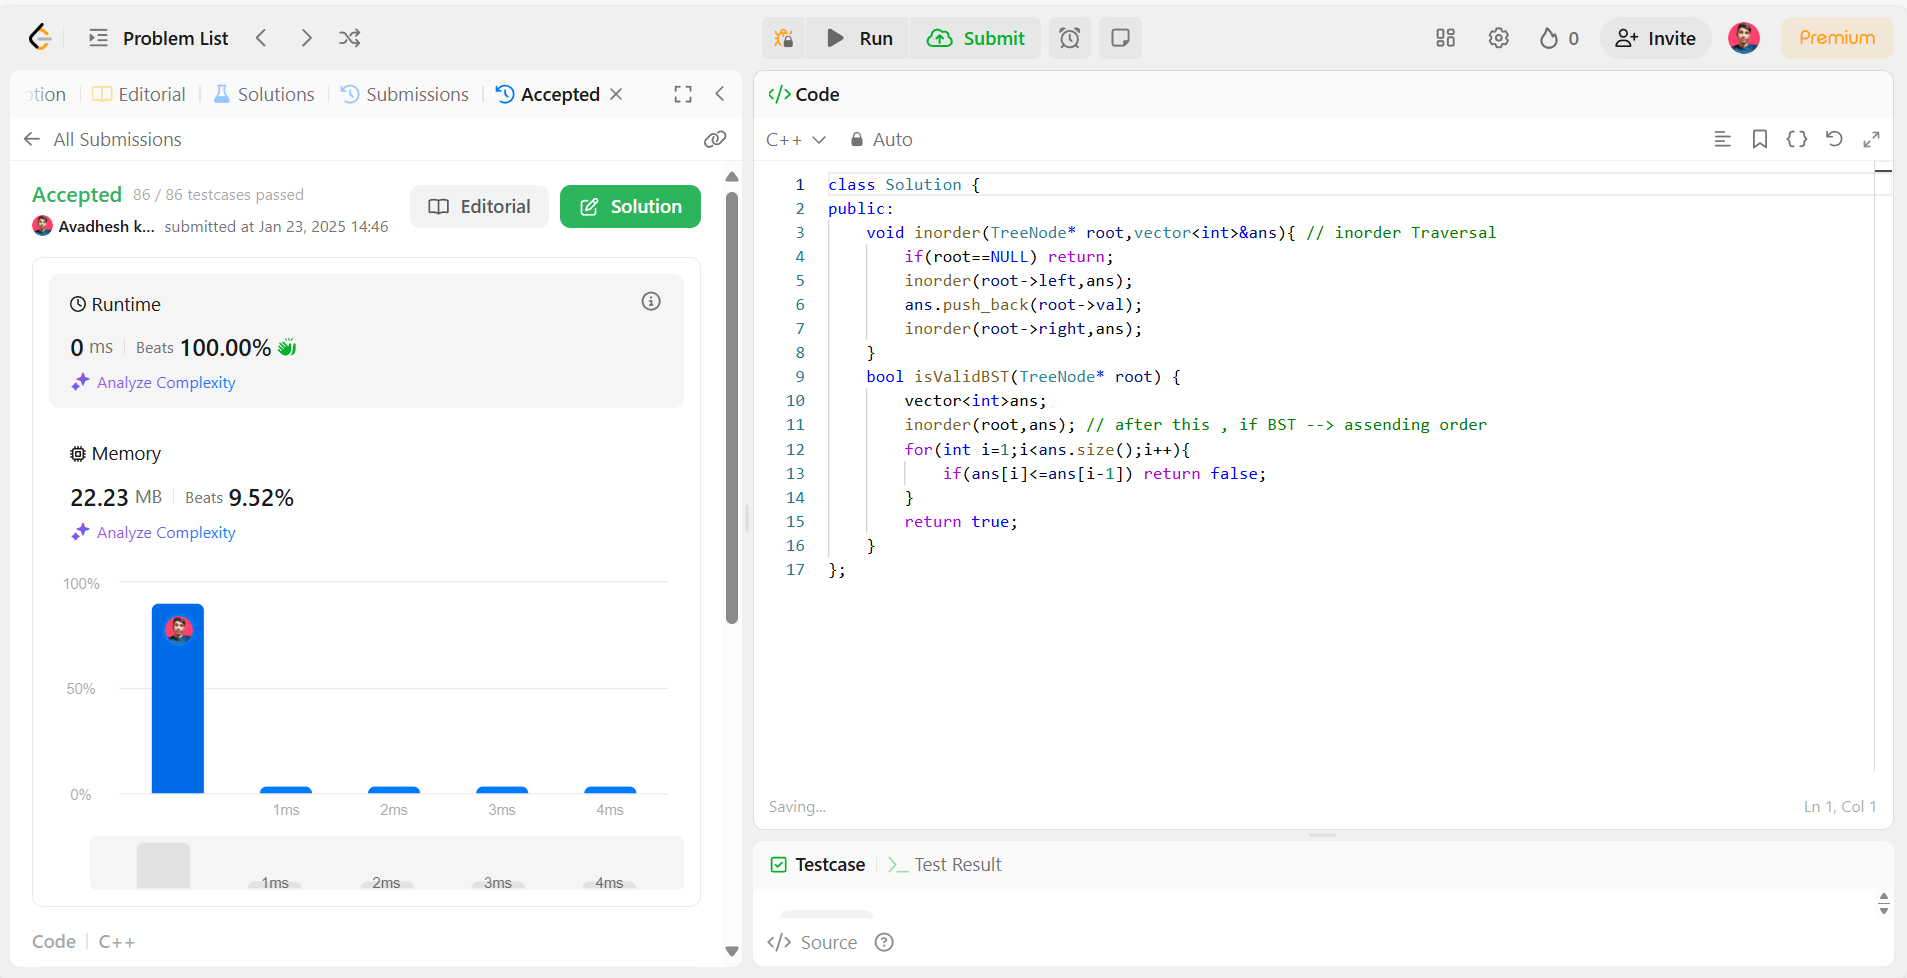 Problem List
Run
Submit
0
Invite
Premium
Editorial
Solutions
Submissions
Accepted
All Submissions
Accepted 86 / 86 testcases passed
Avadhesh k... submitted at Jan 23, 2025 14:46
Editorial
Solution
Runtime
0 ms Beats 100.00%
Analyze Complexity
Memory
22.23 MB Beats 9.52%
Analyze Complexity
100%
50%
0%
1ms 2ms 3ms 4ms
1ms 2ms 3ms 4ms
Code C++
</> Code
C++ Auto
1 class Solution {
2 public:
3 void inorder(TreeNode* root,vector<int>&ans){ // inorder Traversal
4 if(root==NULL) return;
5 inorder(root->left,ans);
6 ans.push_back(root->val);
7 inorder(root->right,ans);
8 }
9 bool isValidBST(TreeNode* root) {
10 vector<int>ans;
11 inorder(root,ans); // after this , if BST --> assending order
12 for(int i=1;i<ans.size();i++){
13 if(ans[i]<=ans[i-1]) return false;
14 }
15 return true;
16 }
17 };
Saving...
Ln 1, Col 1
Testcase
>_ Test Result
</> Source